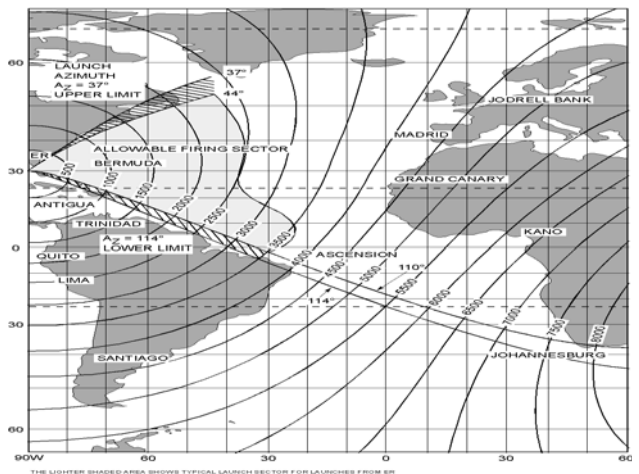 60
30
0
30
60
LAUNCH
AZIMUTH
AZ = 37°
UPPER LIMIT
37°
44°
JODRELL BANK
MADRID
ER
ALLOWABLE FIRING SECTOR
BERMUDA
GRAND CANARY
ANTIGUA
TRINIDAD
AZ = 114°
LOWER LIMIT
KANO
QUITO
ASCENSION
LIMA
110°
114°
SANTIAGO
JOHANNESBURG
500
1000
1500
2000
2500
3000
3500
4000
4500
5000
5500
6000
6500
7000
7500
8000
90W
60
30
0
30
60
THE LIGHTER SHADED AREA SHOWS TYPICAL LAUNCH SECTOR FOR LAUNCHES FROM ER